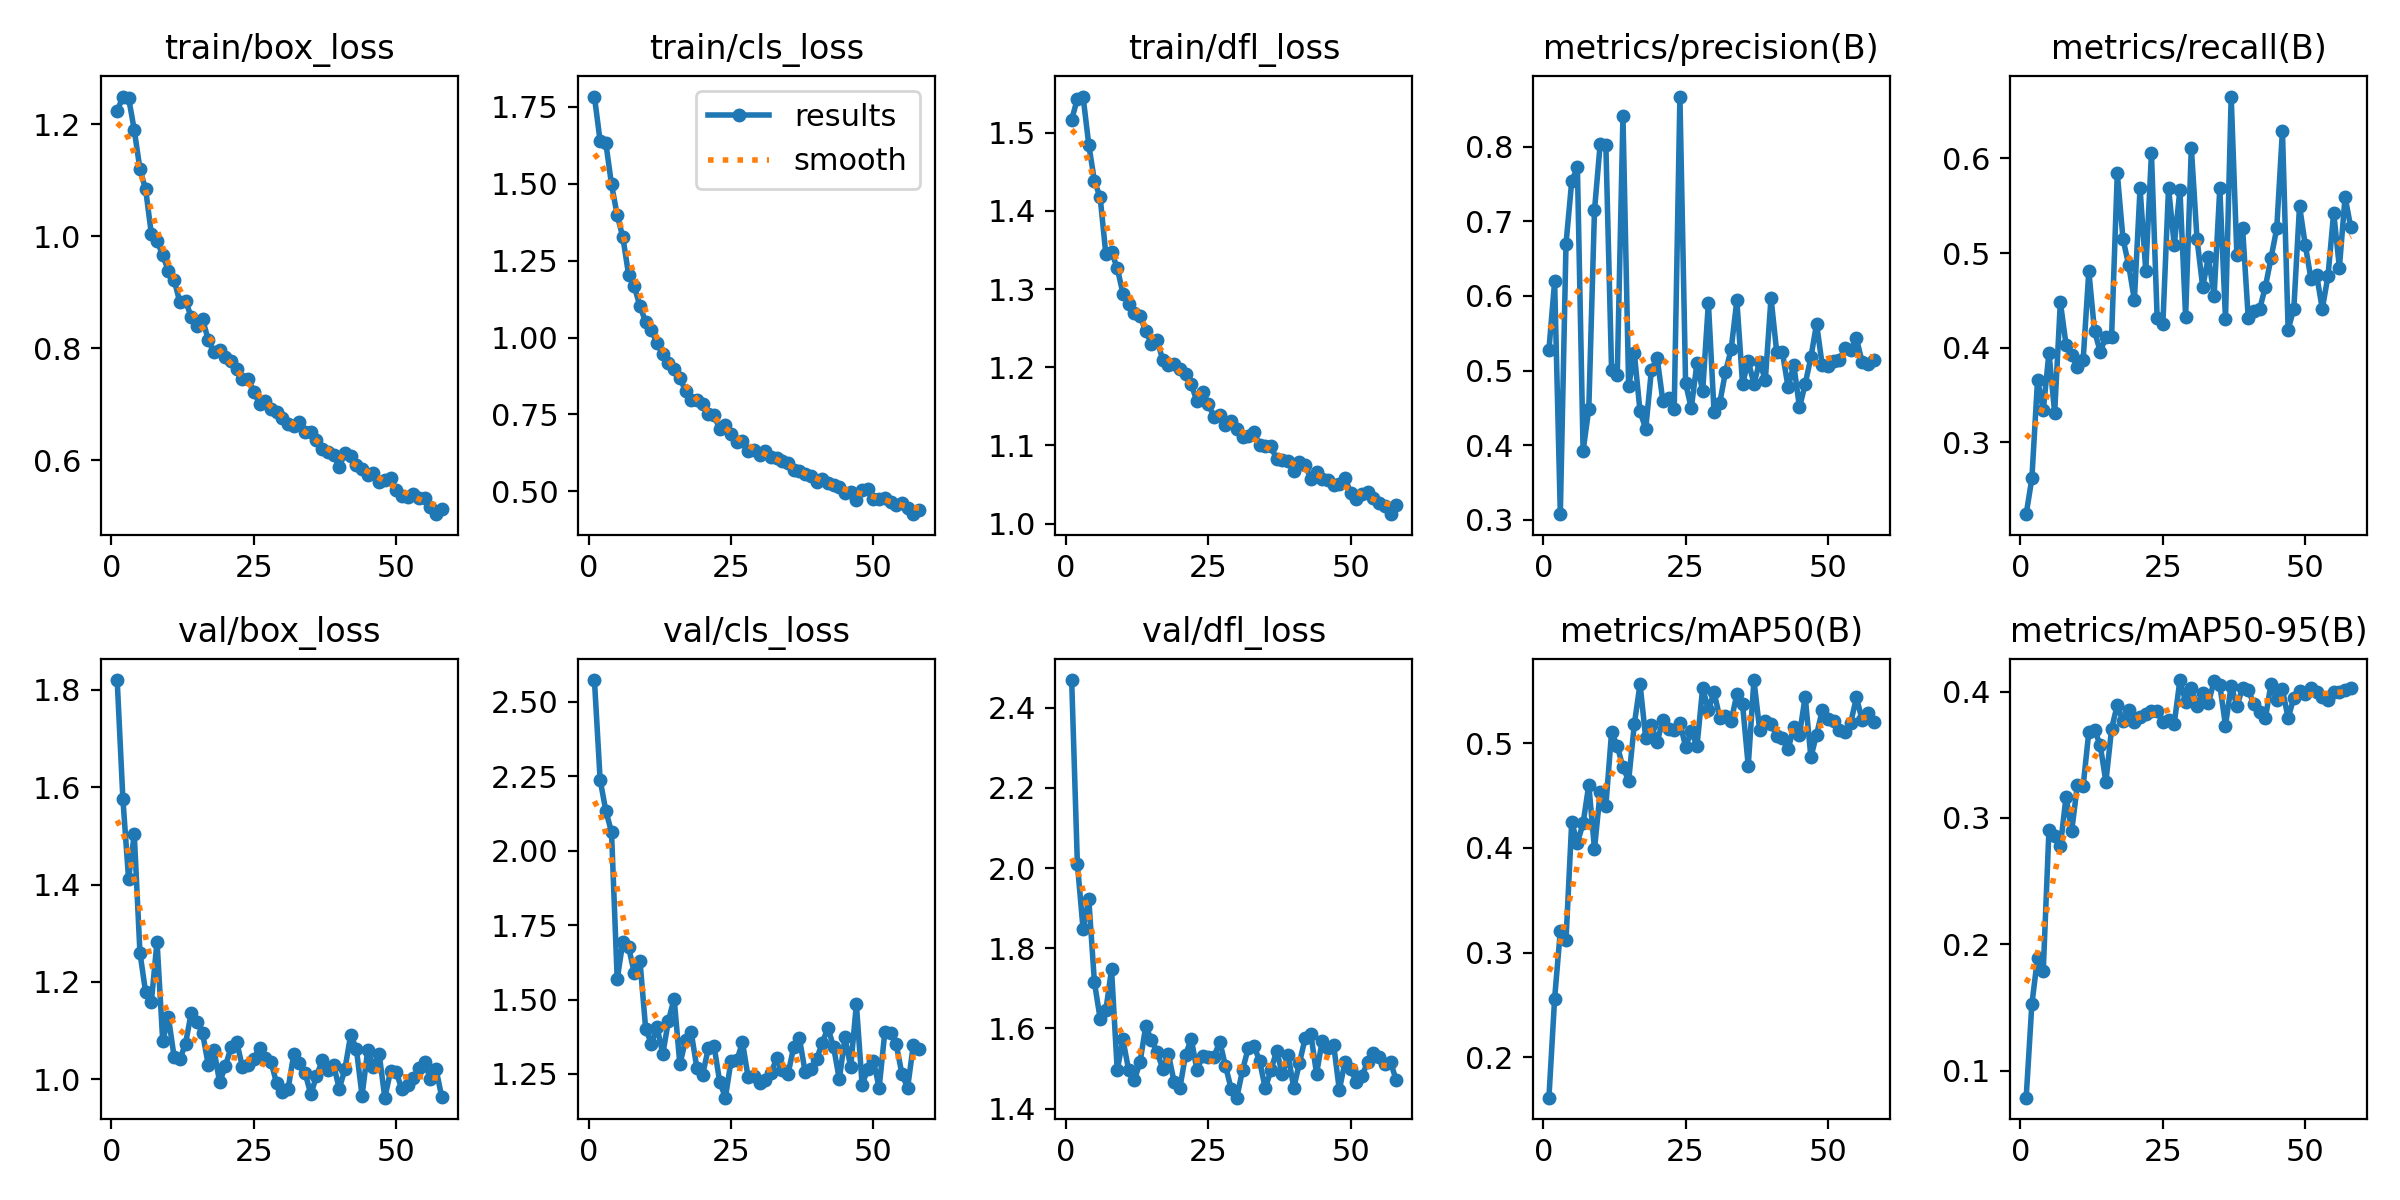 train/box_loss
1.2
1.0
0.8
0.6
0 25 50
train/cls_loss
results
smooth
1.75
1.50
1.25
1.00
0.75
0.50
0 25 50
train/dfl_loss
1.5
1.4
1.3
1.2
1.1
1.0
0 25 50
metrics/precision(B)
0.8
0.7
0.6
0.5
0.4
0.3
0 25 50
metrics/recall(B)
0.6
0.5
0.4
0.3
0 25 50
val/box_loss
1.8
1.6
1.4
1.2
1.0
0 25 50
val/cls_loss
2.50
2.25
2.00
1.75
1.50
1.25
0 25 50
val/dfl_loss
2.4
2.2
2.0
1.8
1.6
1.4
0 25 50
metrics/mAP50(B)
0.5
0.4
0.3
0.2
0 25 50
metrics/mAP50-95(B)
0.4
0.3
0.2
0.1
0 25 50